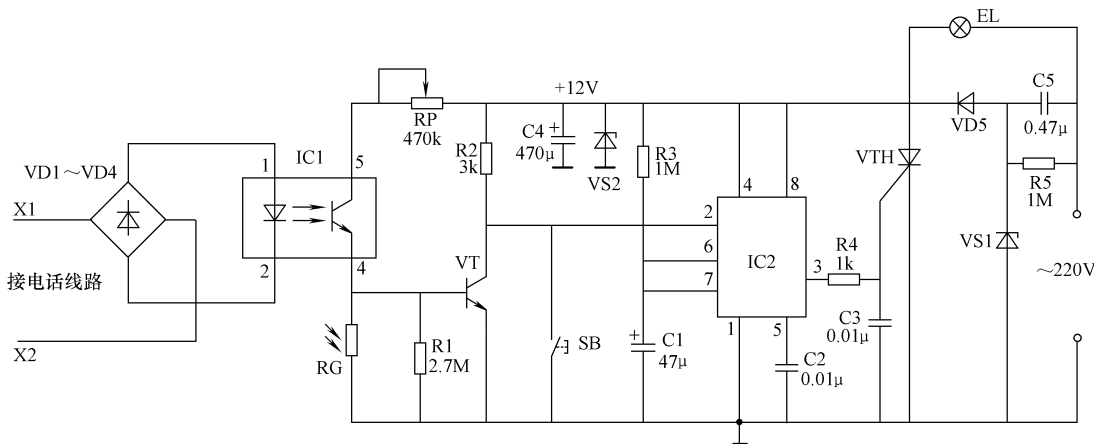 EL
+12V
C5
0.47μ
VD5
RP
470k
C4
+
470μ
VS2
R2
3k
R3
1M
VTH
R5
1M
IC1
1
5
VD1～VD4
X1
接电话线路
X2
2
4
VT
4
8
2
6
7
IC2
3
R4
1k
VS1
～220V
1
5
RG
R1
2.7M
SB
+
C1
47μ
C2
0.01μ
C3
0.01μ